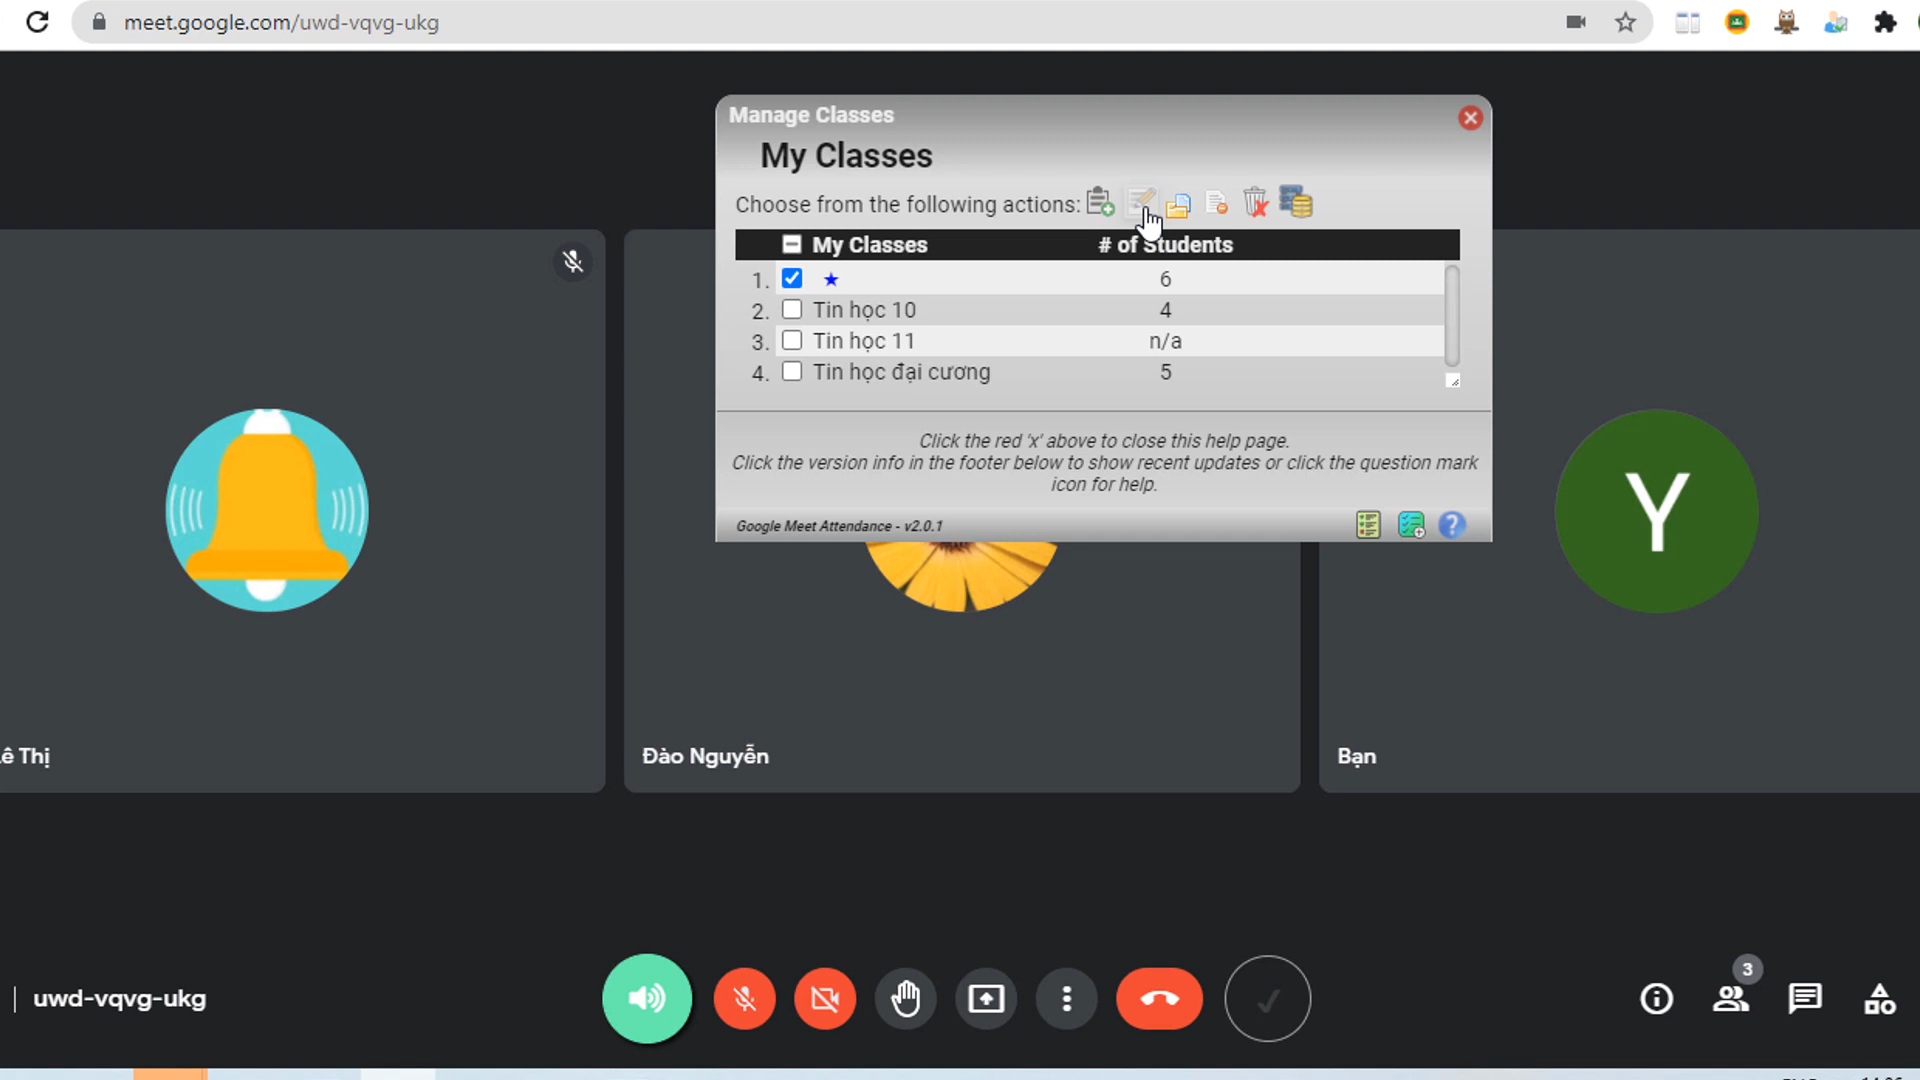 meet.google.com/uwd-vqvg-ukg
Manage Classes
My Classes
Choose from the following actions:
My Classes # of Students
1. ★ 6
2. Tin học 10 4
3. Tin học 11 n/a
4. Tin học đại cương 5
Click the red 'x' above to close this help page.
Click the version info in the footer below to show recent updates or click the question mark
icon for help.
Google Meet Attendance - v2.0.1
?
Y
ê Thị
Đào Nguyễn
Bạn
3
uwd-vqvg-ukg